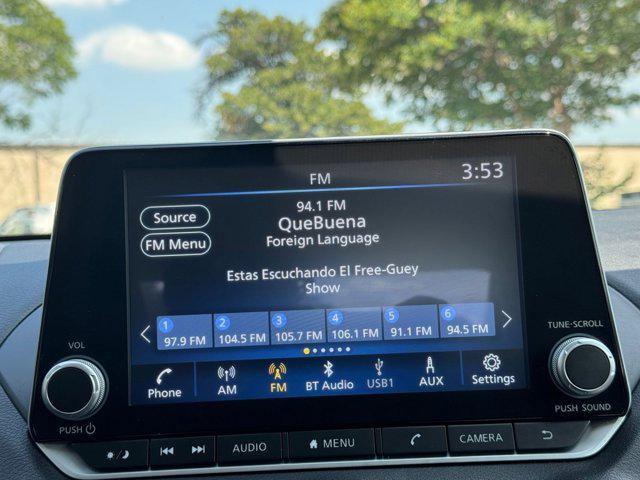 FM
3:53
94.1 FM
Source
QueBuena
FM Menu
Foreign Language
Estas Escuchando El Free-Guey
Show
1 2 3 4 5 6
97.9 FM 104.5 FM 105.7 FM 106.1 FM 91.1 FM 94.5 FM
Phone AM FM BT Audio USB1 AUX Settings
VOL
PUSH
TUNE·SCROLL
PUSH SOUND
AUDIO MENU CAMERA